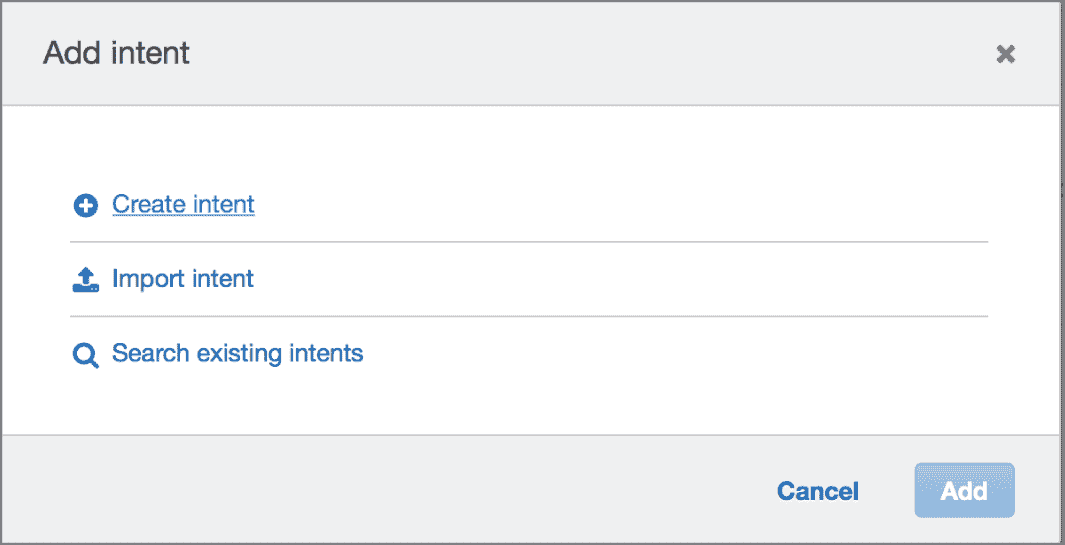 Add intent
Create intent
Import intent
Search existing intents
Cancel
Add